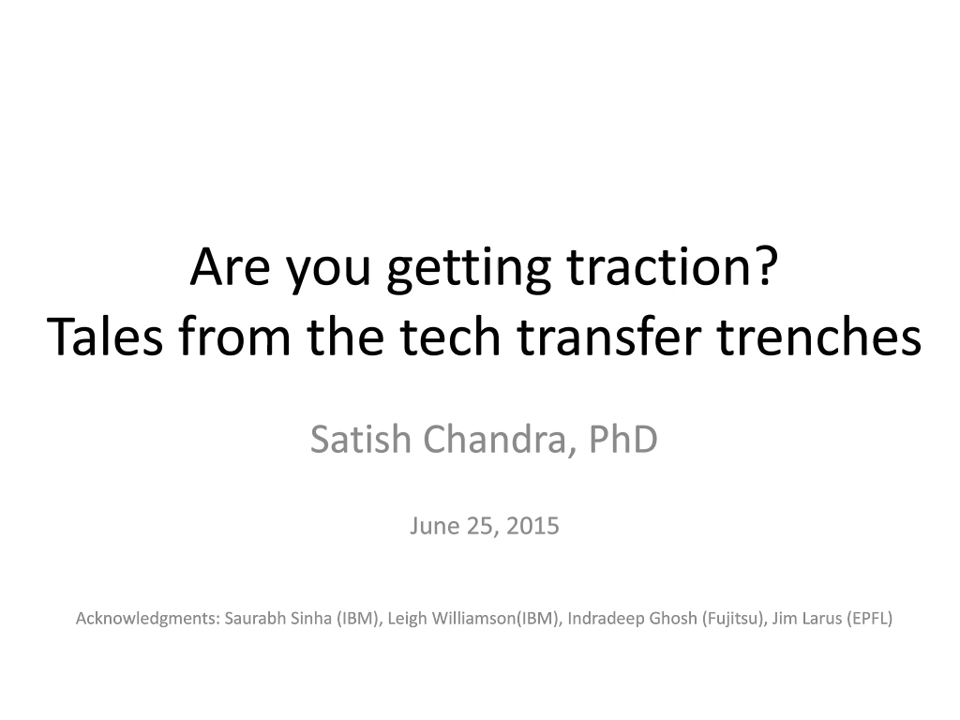 Are you getting traction?
Tales from the tech transfer trenches
Satish Chandra, PhD
June 25, 2015
Acknowledgments: Saurabh Sinha (IBM), Leigh Williamson(IBM), Indradeep Ghosh (Fujitsu), Jim Larus (EPFL)